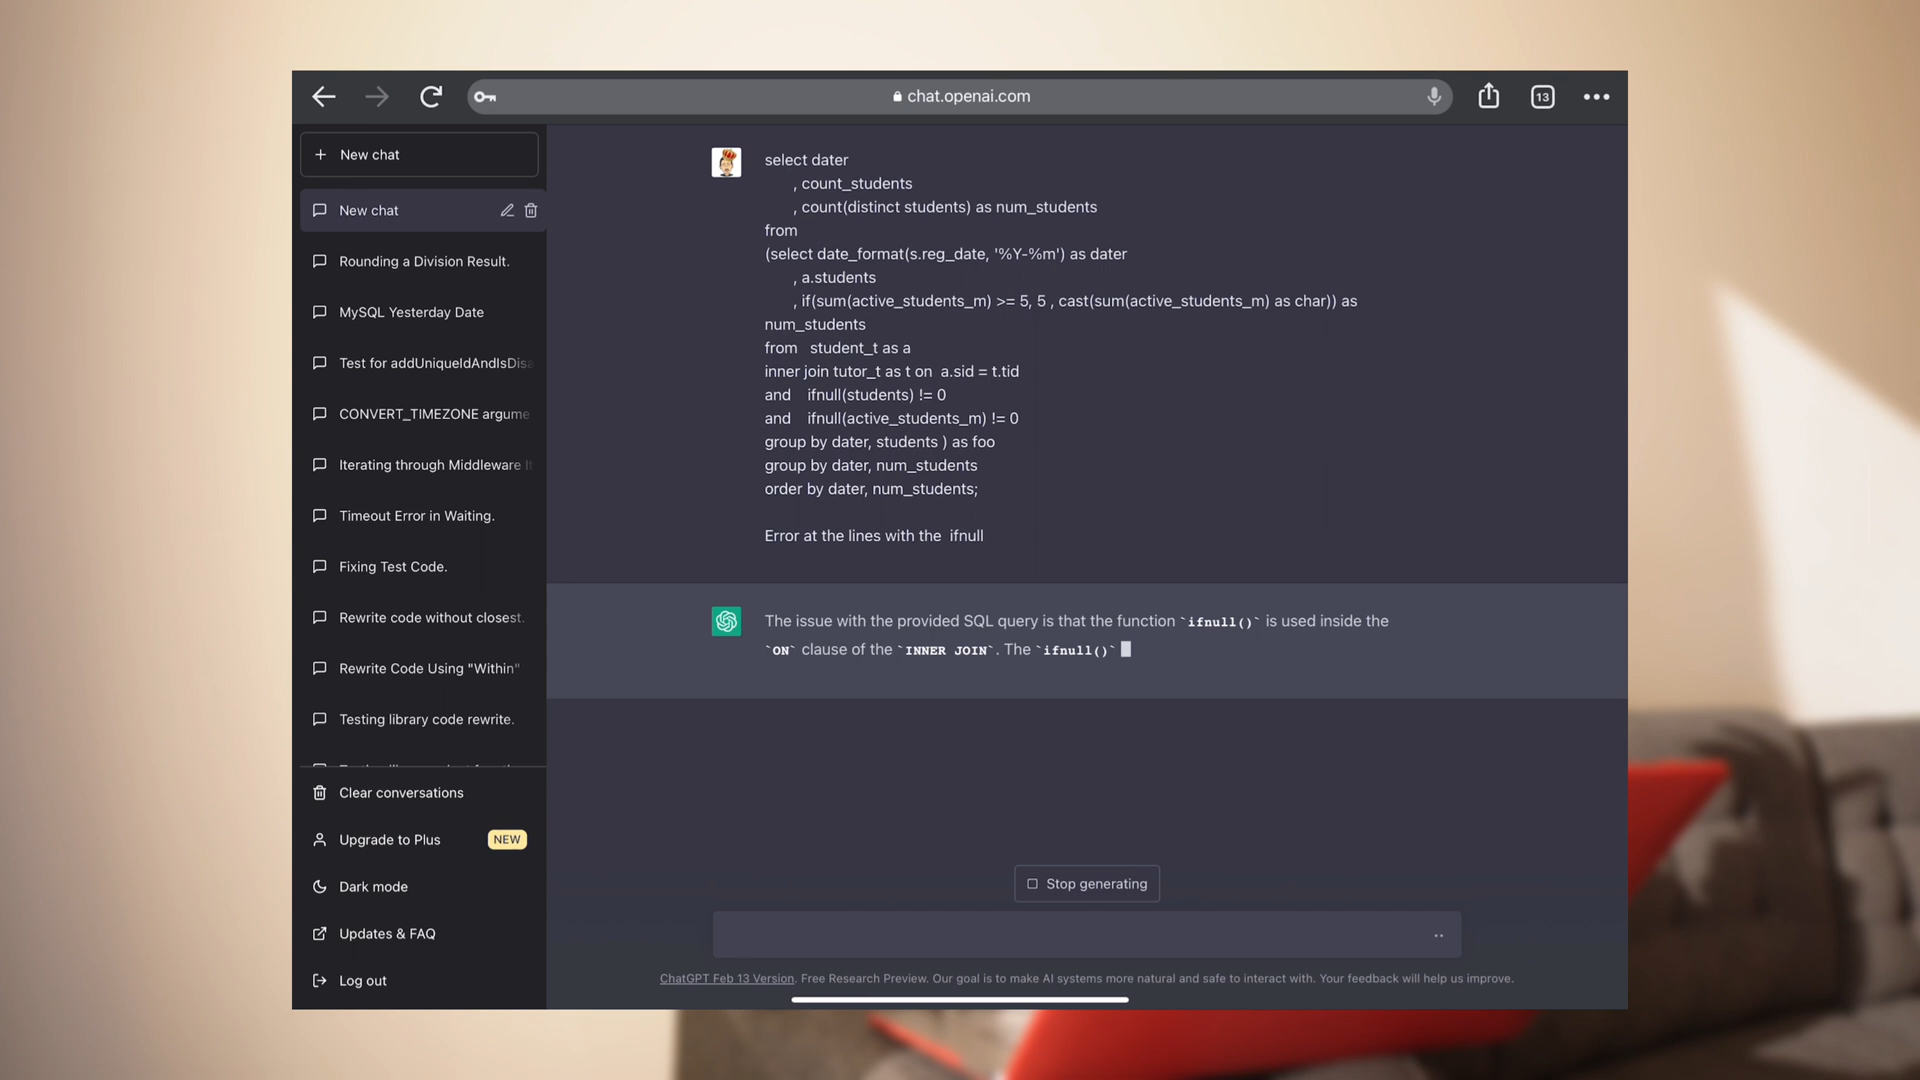 chat.openai.com
13
New chat
New chat
Rounding a Division Result.
MySQL Yesterday Date
Test for addUniqueIdAndIsDisa
CONVERT_TIMEZONE argume
Iterating through Middleware It
Timeout Error in Waiting.
Fixing Test Code.
Rewrite code without closest.
Rewrite Code Using "Within"
Testing library code rewrite.
Clear conversations
Upgrade to Plus NEW
Dark mode
Updates & FAQ
Log out
select dater
, count_students
, count(distinct students) as num_students
from
(select date_format(s.reg_date, '%Y-%m') as dater
, a.students
, if(sum(active_students_m) >= 5, 5 , cast(sum(active_students_m) as char)) as
num_students
from student_t as a
inner join tutor_t as t on a.sid = t.tid
and ifnull(students) != 0
and ifnull(active_students_m) != 0
group by dater, students ) as foo
group by dater, num_students
order by dater, num_students;
Error at the lines with the ifnull
The issue with the provided SQL query is that the function `ifnull()` is used inside the
`ON` clause of the `INNER JOIN`. The `ifnull()`
Stop generating
ChatGPT Feb 13 Version. Free Research Preview. Our goal is to make AI systems more natural and safe to interact with. Your feedback will help us improve.